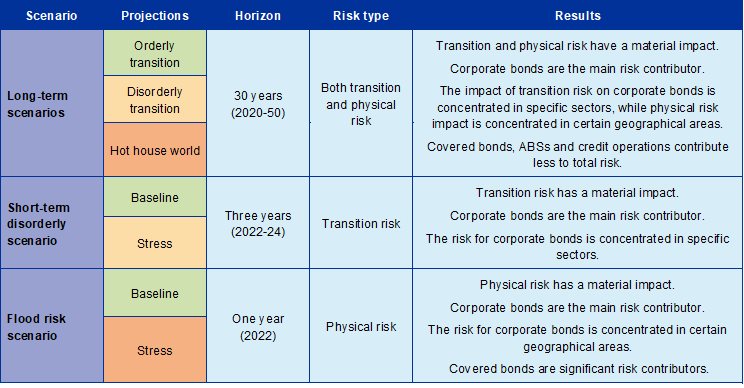 Scenario
Projections
Horizon
Risk type
Results
Long-term
scenarios
Orderly
transition
Disorderly
transition
Hot house world
30 years
(2020-50)
Both transition
and physical
risk
Transition and physical risk have a material impact.
Corporate bonds are the main risk contributor.
The impact of transition risk on corporate bonds is
concentrated in specific sectors, while physical risk
impact is concentrated in certain geographical areas.
Covered bonds, ABSs and credit operations contribute
less to total risk.
Short-term
disorderly
scenario
Baseline
Stress
Three years
(2022-24)
Transition risk
Transition risk has a material impact.
Corporate bonds are the main risk contributor.
The risk for corporate bonds is concentrated in specific
sectors.
Flood risk
scenario
Baseline
Stress
One year
(2022)
Physical risk
Physical risk has a material impact.
Corporate bonds are the main risk contributor.
The risk for corporate bonds is concentrated in certain
geographical areas.
Covered bonds are significant risk contributors.